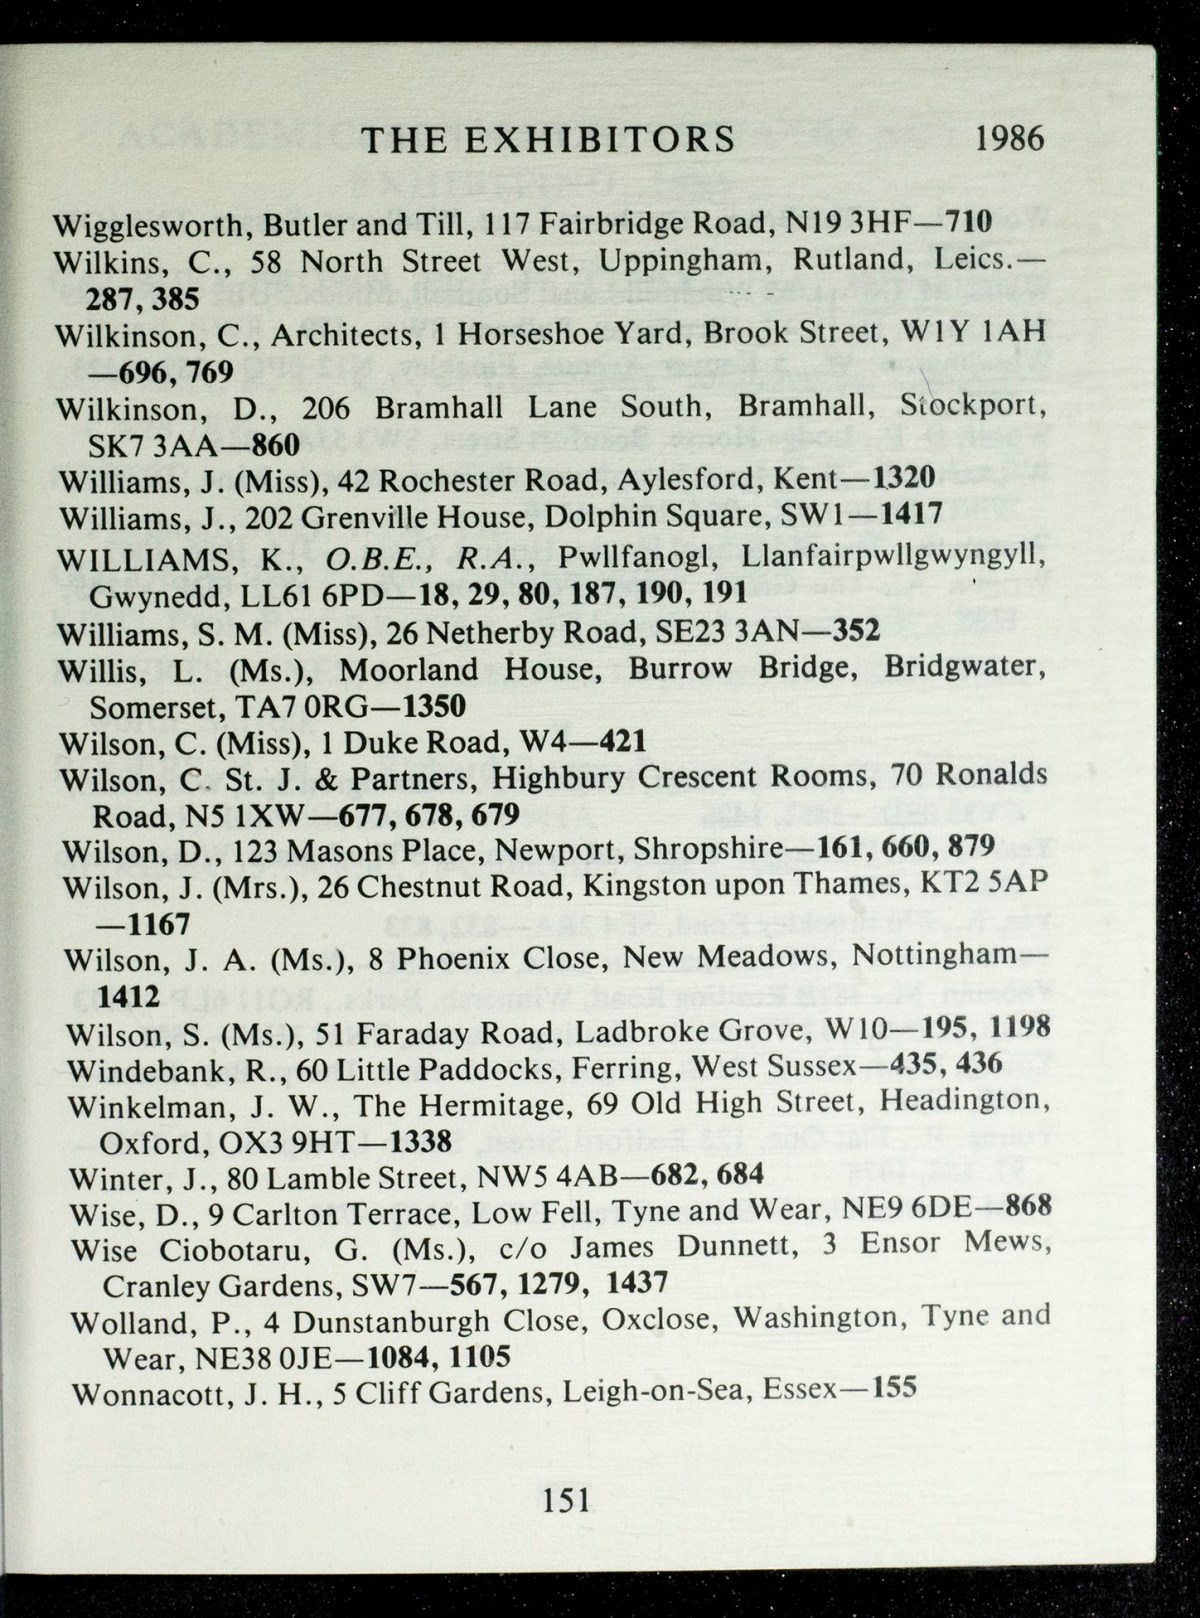 THE EXHIBITORS 1986
Wigglesworth, Butler and Till, 117 Fairbridge Road, N19 3HF—710
Wilkins, C., 58 North Street West, Uppingham, Rutland, Leics.—
287, 385
Wilkinson, C., Architects, 1 Horseshoe Yard, Brook Street, W1Y 1AH
—696, 769
Wilkinson, D., 206 Bramhall Lane South, Bramhall, Stockport,
SK7 3AA—860
Williams, J. (Miss), 42 Rochester Road, Aylesford, Kent—1320
Williams, J., 202 Grenville House, Dolphin Square, SW1—1417
WILLIAMS, K., O.B.E., R.A., Pwllfanogl, Llanfairpwllgwyngyll,
Gwynedd, LL61 6PD—18, 29, 80, 187, 190, 191
Williams, S. M. (Miss), 26 Netherby Road, SE23 3AN—352
Willis, L. (Ms.), Moorland House, Burrow Bridge, Bridgwater,
Somerset, TA7 0RG—1350
Wilson, C. (Miss), 1 Duke Road, W4—421
Wilson, C. St. J. & Partners, Highbury Crescent Rooms, 70 Ronalds
Road, N5 1XW—677, 678, 679
Wilson, D., 123 Masons Place, Newport, Shropshire—161, 660, 879
Wilson, J. (Mrs.), 26 Chestnut Road, Kingston upon Thames, KT2 5AP
—1167
Wilson, J. A. (Ms.), 8 Phoenix Close, New Meadows, Nottingham—
1412
Wilson, S. (Ms.), 51 Faraday Road, Ladbroke Grove, W10—195, 1198
Windebank, R., 60 Little Paddocks, Ferring, West Sussex—435, 436
Winkelman, J. W., The Hermitage, 69 Old High Street, Headington,
Oxford, OX3 9HT—1338
Winter, J., 80 Lamble Street, NW5 4AB—682, 684
Wise, D., 9 Carlton Terrace, Low Fell, Tyne and Wear, NE9 6DE—868
Wise Ciobotaru, G. (Ms.), c/o James Dunnett, 3 Ensor Mews,
Cranley Gardens, SW7—567, 1279, 1437
Wolland, P., 4 Dunstanburgh Close, Oxclose, Washington, Tyne and
Wear, NE38 0JE—1084, 1105
Wonnacott, J. H., 5 Cliff Gardens, Leigh-on-Sea, Essex—155
151